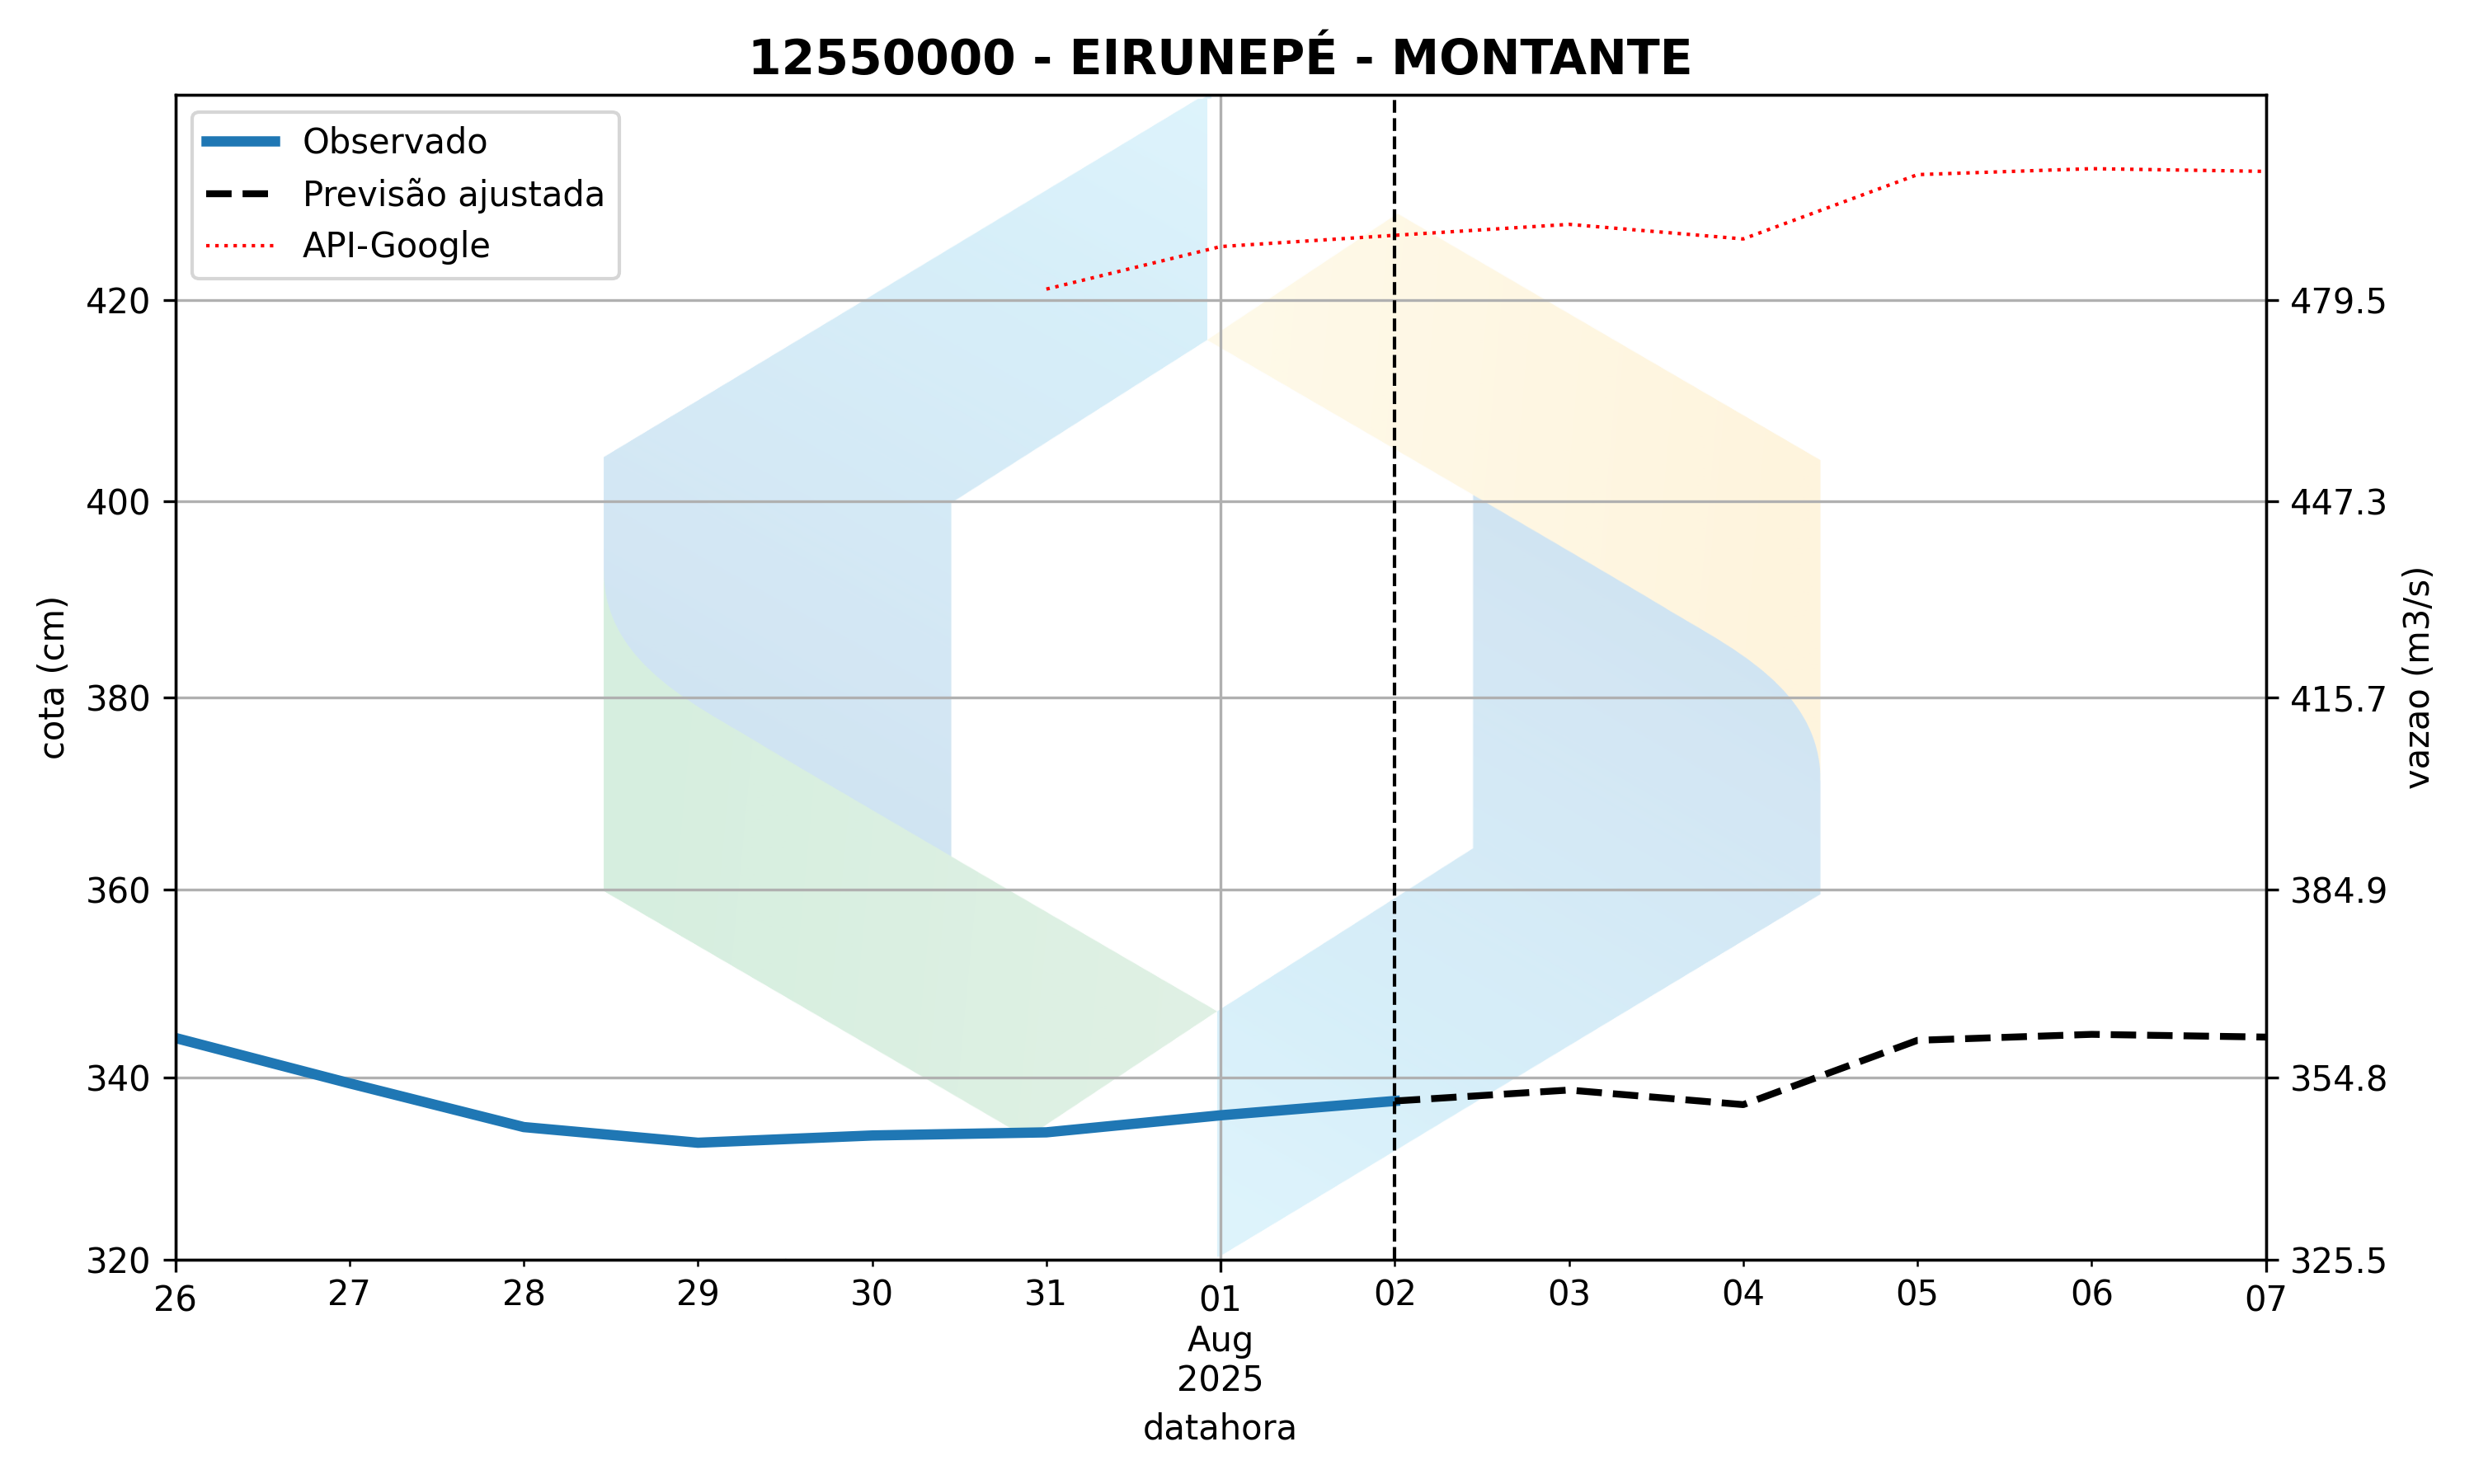 12550000 - EIRUNEPÉ - MONTANTE
Observado
Previsão ajustada
API-Google
420
400
380
360
340
320
cota (cm)
479.5
447.3
415.7
384.9
354.8
325.5
vazao (m3/s)
26 27 28 29 30 31 01 02 03 04 05 06 07
Aug
2025
datahora